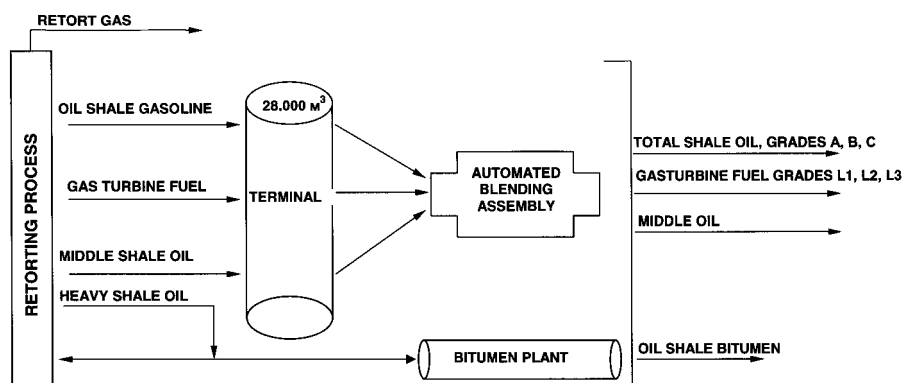 RETORT GAS
RETORTING PROCESS
OIL SHALE GASOLINE
GAS TURBINE FUEL
MIDDLE SHALE OIL
HEAVY SHALE OIL
28.000 м³
TERMINAL
AUTOMATED
BLENDING
ASSEMBLY
BITUMEN PLANT
TOTAL SHALE OIL, GRADES A, B, C
GASTURBINE FUEL GRADES L1, L2, L3
MIDDLE OIL
OIL SHALE BITUMEN